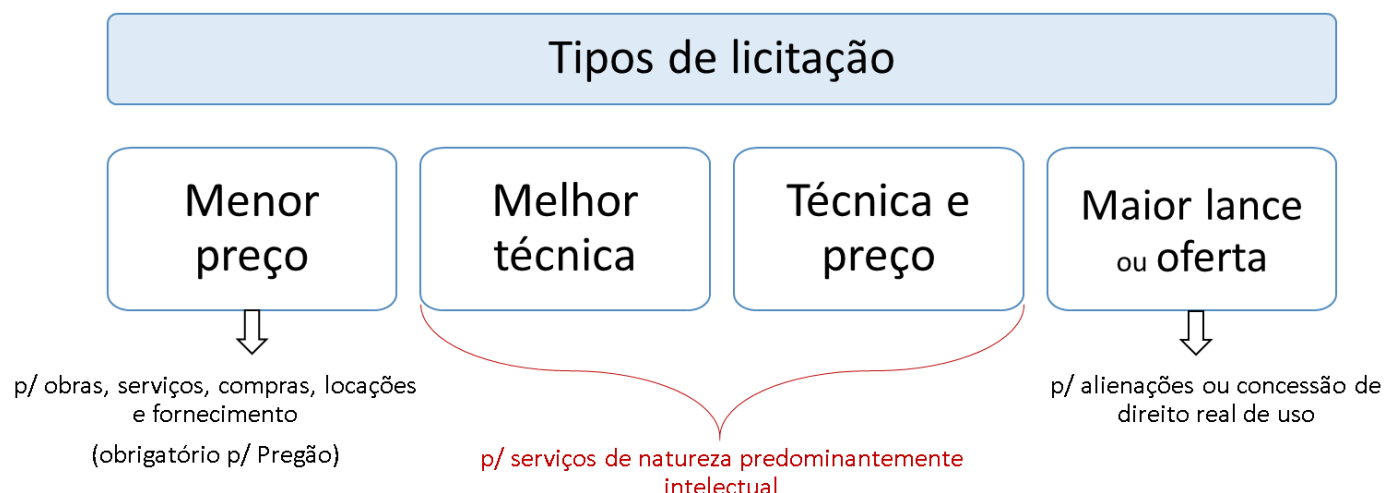 Tipos de licitação
Menor
preço
Melhor
técnica
Técnica e
preço
Maior lance
ou oferta
p/ obras, serviços, compras, locações
e fornecimento
(obrigatório p/ Pregão)
p/ serviços de natureza predominantemente
intelectual
p/ alienações ou concessão de
direito real de uso